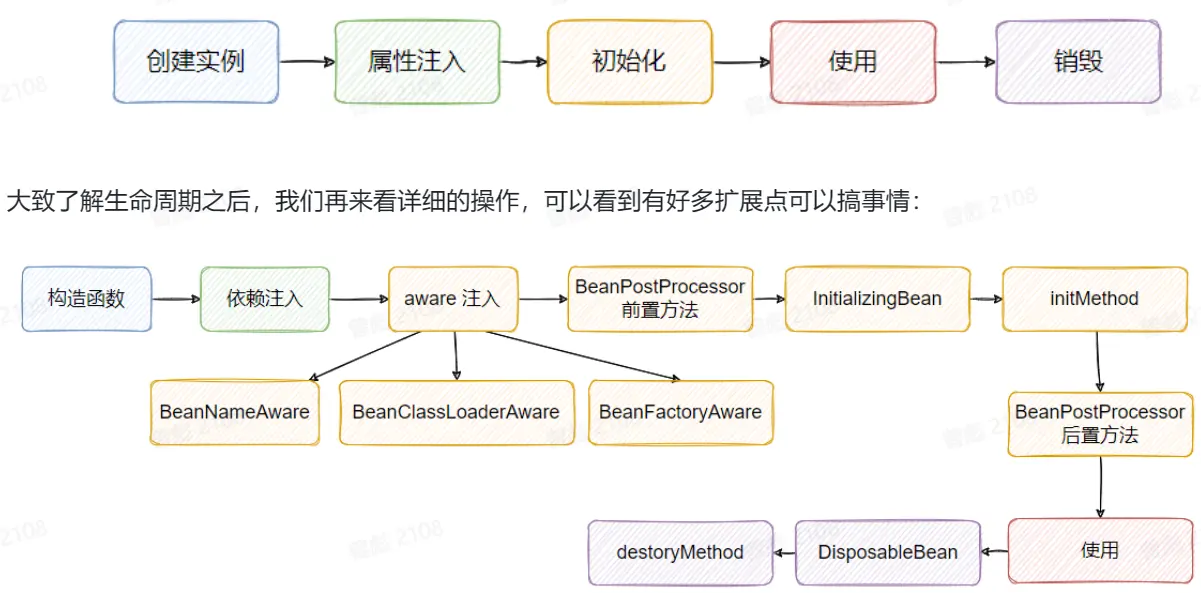 创建实例
属性注入
初始化
使用
销毁
大致了解生命周期之后，我们再来看详细的操作，可以看到有好多扩展点可以搞事情：
构造函数
依赖注入
aware 注入
BeanPostProcessor
前置方法
InitializingBean
initMethod
BeanNameAware
BeanClassLoaderAware
BeanFactoryAware
BeanPostProcessor
后置方法
destoryMethod
DisposableBean
使用